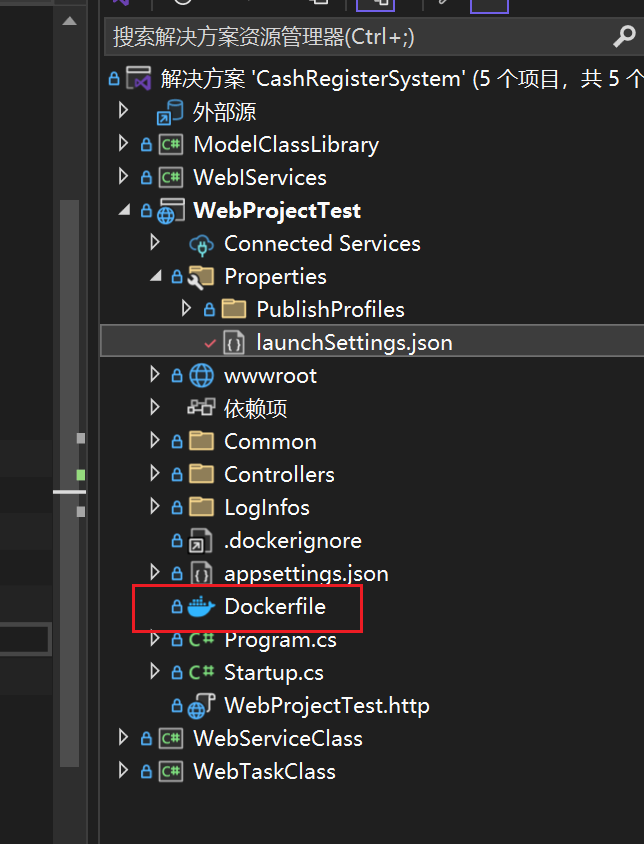 搜索解决方案资源管理器(Ctrl+;)
解决方案 'CashRegisterSystem' (5 个项目，共 5 个
外部源
C# ModelClassLibrary
C# WebIServices
WebProjectTest
Connected Services
Properties
PublishProfiles
launchSettings.json
wwwroot
依赖项
Common
Controllers
LogInfos
.dockerignore
appsettings.json
Dockerfile
C# Program.cs
C# Startup.cs
WebProjectTest.http
C# WebServiceClass
C# WebTaskClass